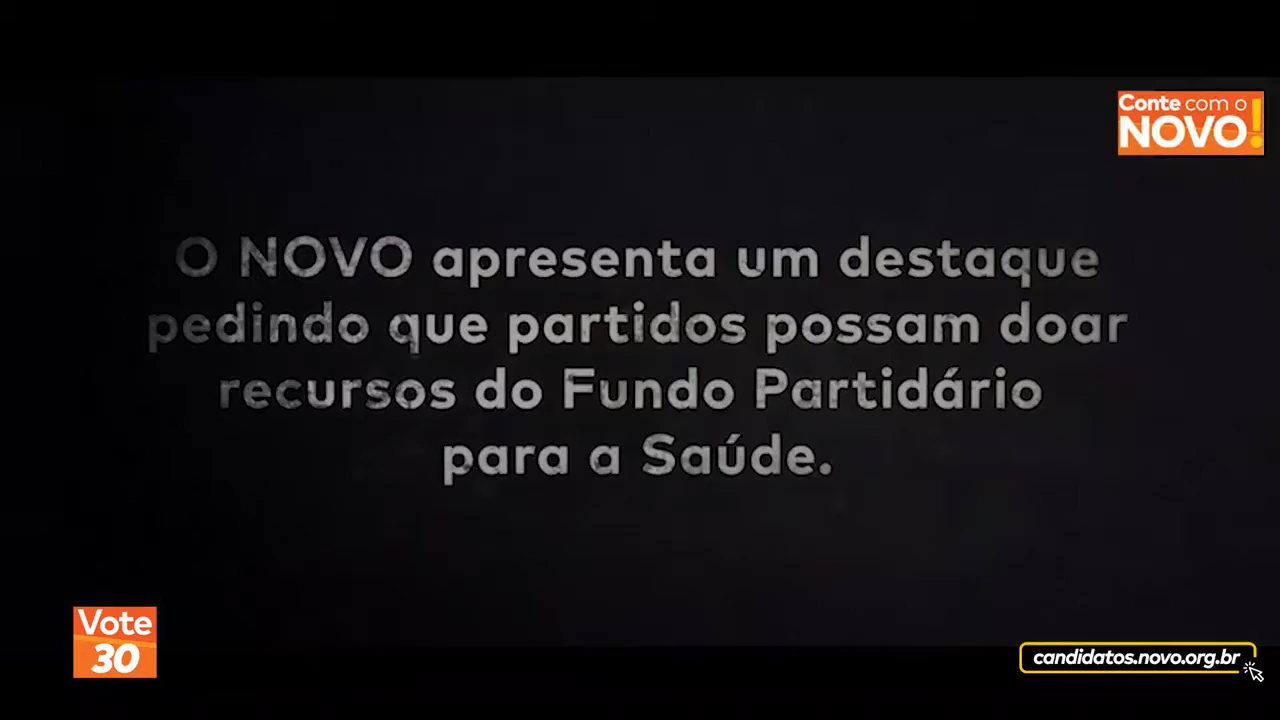 Conte com o
NOVO!
O NOVO apresenta um destaque
pedindo que partidos possam doar
recursos do Fundo Partidário
para a Saúde.
Vote
30
candidatos.novo.org.br